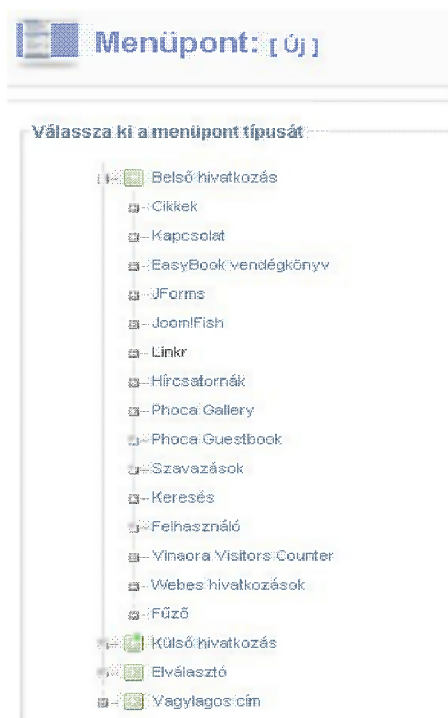 Menüpont: [ Új ]
Válassza ki a menüpont típusát
Belső hivatkozás
Cikkek
Kapcsolat
EasyBook vendégkönyv
JForms
Joom!Fish
Linkr
Hírcsatornák
Phoca Gallery
Phoca Guestbook
Szavazások
Keresés
Felhasználó
Vinaora Visitors Counter
Webes hivatkozások
Fűző
Külső hivatkozás
Elválasztó
Vagylagos cím